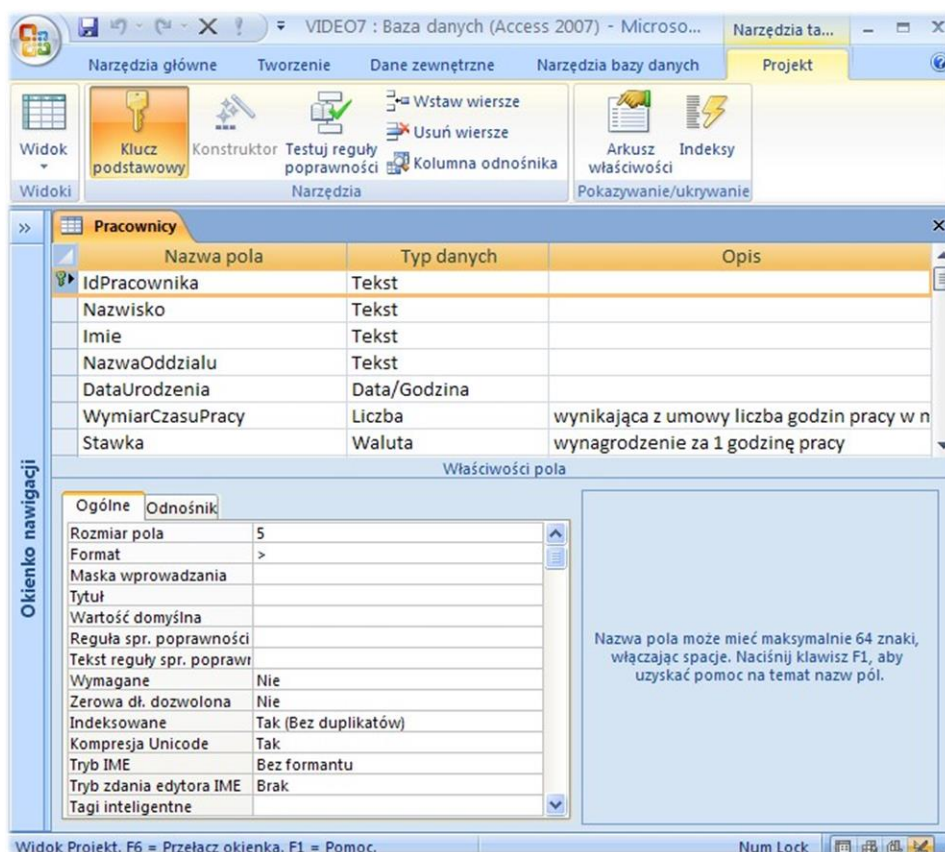 VIDEO7 : Baza danych (Access 2007) - Microso...
Narzędzia ta...
Narzędzia główne
Tworzenie
Dane zewnętrzne
Narzędzia bazy danych
Projekt
Widok
Klucz podstawowy
Konstruktor
Testuj reguły poprawności
Wstaw wiersze
Usuń wiersze
Kolumna odnośnika
Arkusz właściwości
Indeksy
Widoki
Narzędzia
Pokazywanie/ukrywanie
Pracownicy
Nazwa pola Typ danych Opis
IdPracownika Tekst
Nazwisko Tekst
Imie Tekst
NazwaOddzialu Tekst
DataUrodzenia Data/Godzina
WymiarCzasuPracy Liczba wynikająca z umowy liczba godzin pracy w m
Stawka Waluta wynagrodzenie za 1 godzinę pracy
Właściwości pola
Okienko nawigacji
Ogólne Odnośnik
Rozmiar pola 5
Format >
Maska wprowadzania
Tytuł
Wartość domyślna
Reguła spr. poprawności
Tekst reguły spr. popraw
Wymagane Nie
Zerowa dł. dozwolona Nie
Indeksowane Tak (Bez duplikatów)
Kompresja Unicode Tak
Tryb IME Bez formantu
Tryb zdania edytora IME Brak
Tagi inteligentne
Nazwa pola może mieć maksymalnie 64 znaki,
włączając spacje. Naciśnij klawisz F1, aby
uzyskać pomoc na temat nazw pól.
Widok Projekt. F6 = Przełącz okienka. F1 = Pomoc.
Num Lock